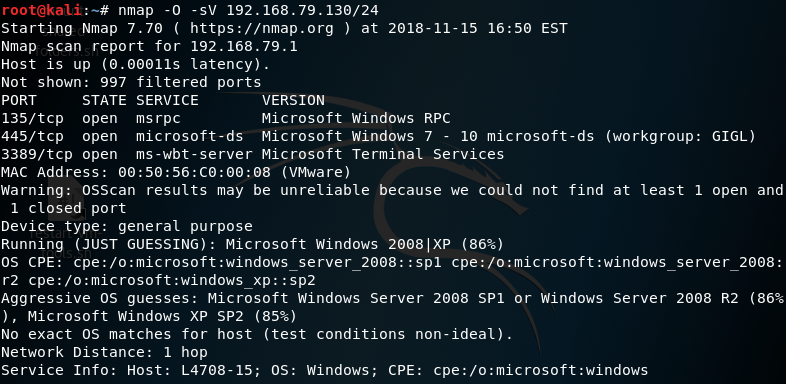 root@kali:~# nmap -O -sV 192.168.79.130/24
Starting Nmap 7.70 ( https://nmap.org ) at 2018-11-15 16:50 EST
Nmap scan report for 192.168.79.1
Host is up (0.00011s latency).
Not shown: 997 filtered ports
PORT     STATE SERVICE       VERSION
135/tcp  open  msrpc         Microsoft Windows RPC
445/tcp  open  microsoft-ds  Microsoft Windows 7 - 10 microsoft-ds (workgroup: GIGL)
3389/tcp open  ms-wbt-server Microsoft Terminal Services
MAC Address: 00:50:56:C0:00:08 (VMware)
Warning: OSScan results may be unreliable because we could not find at least 1 open and
 1 closed port
Device type: general purpose
Running (JUST GUESSING): Microsoft Windows 2008|XP (86%)
OS CPE: cpe:/o:microsoft:windows_server_2008::sp1 cpe:/o:microsoft:windows_server_2008:
r2 cpe:/o:microsoft:windows_xp::sp2
Aggressive OS guesses: Microsoft Windows Server 2008 SP1 or Windows Server 2008 R2 (86%
), Microsoft Windows XP SP2 (85%)
No exact OS matches for host (test conditions non-ideal).
Network Distance: 1 hop
Service Info: Host: L4708-15; OS: Windows; CPE: cpe:/o:microsoft:windows